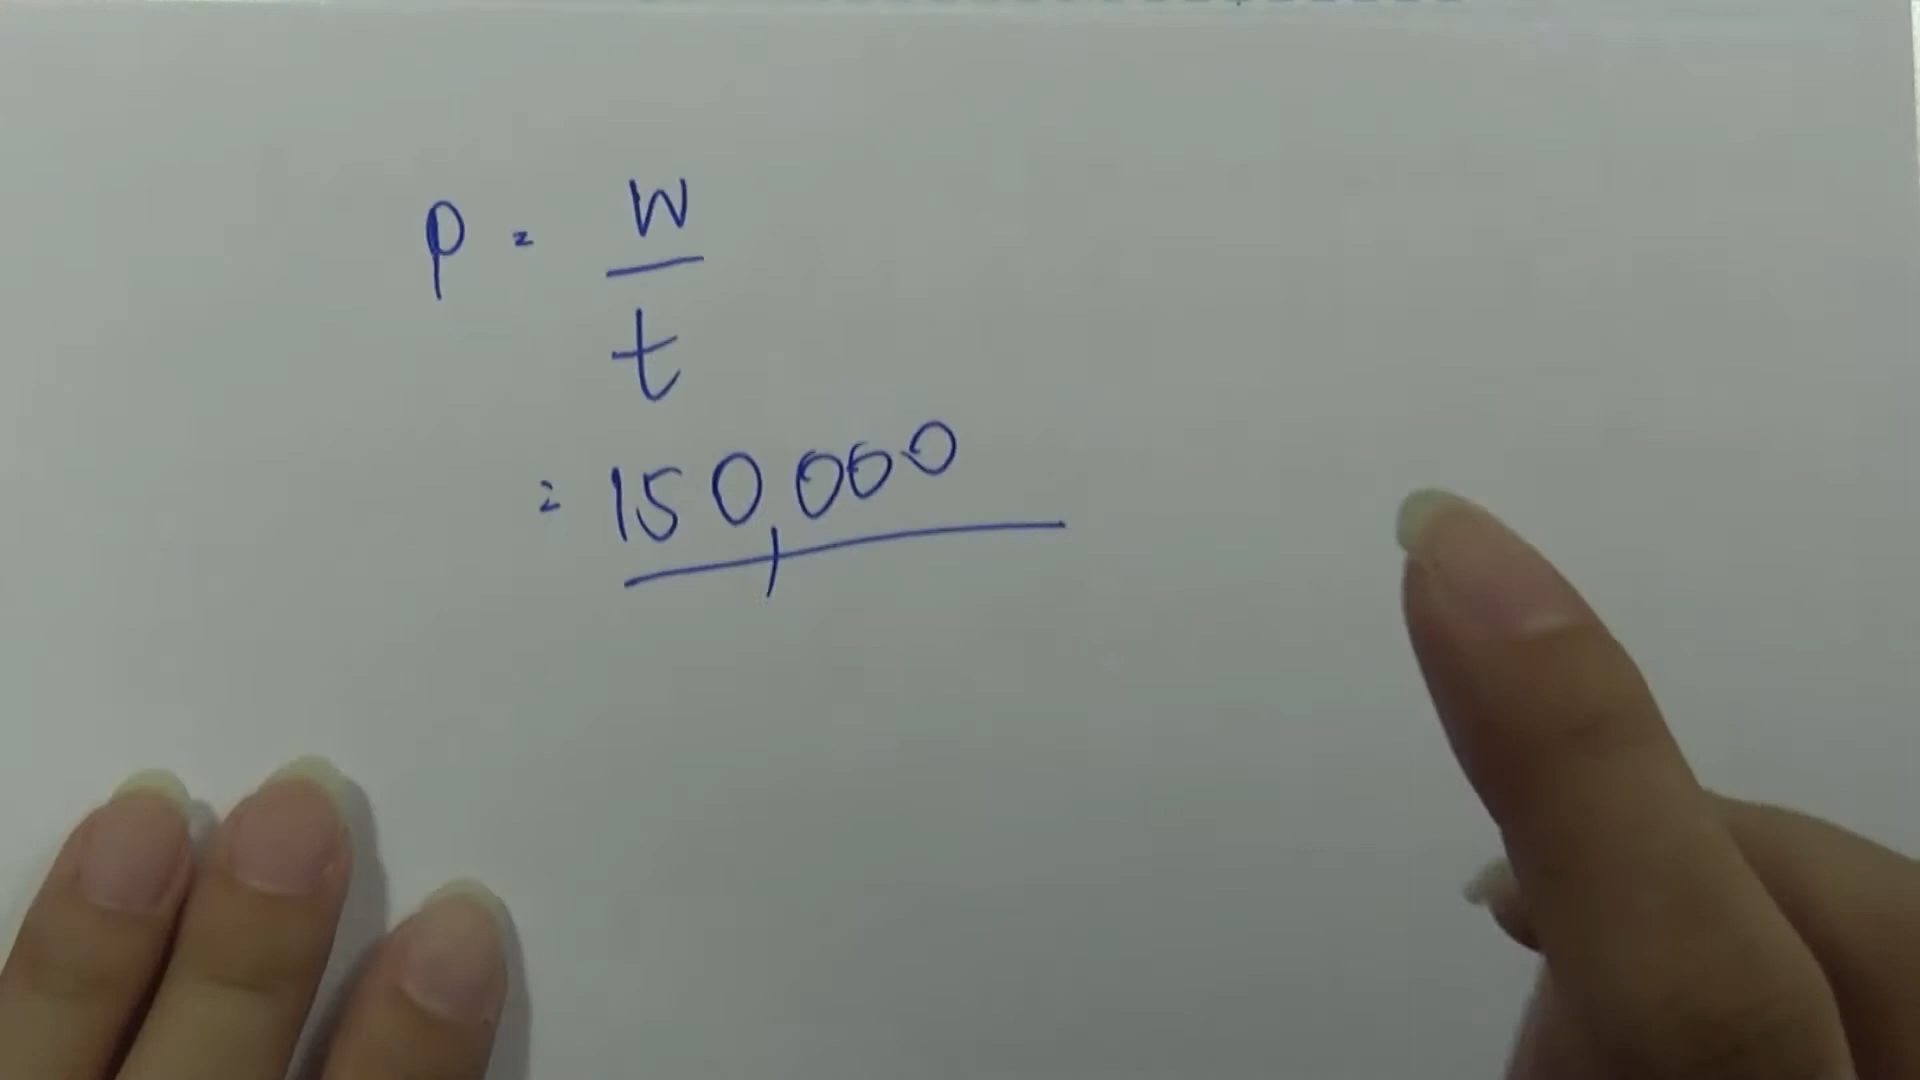 P = W
t
= 150,000